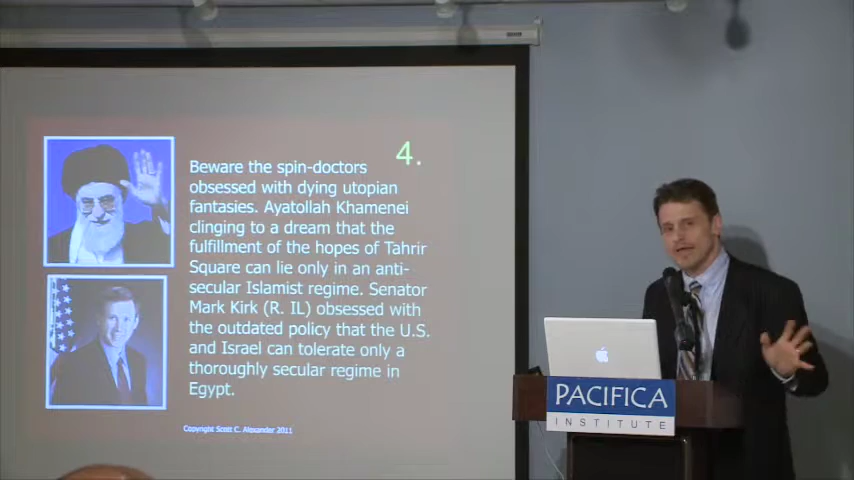 4.
Beware the spin-doctors
obsessed with dying utopian
fantasies. Ayatollah Khamenei
clinging to a dream that the
fulfillment of the hopes of Tahrir
Square can lie only in an anti-
secular Islamist regime. Senator
Mark Kirk (R. IL) obsessed with
the outdated policy that the U.S.
and Israel can tolerate only a
thoroughly secular regime in
Egypt.
Copyright Scott C. Alexander 2011
PACIFICA
INSTITUTE